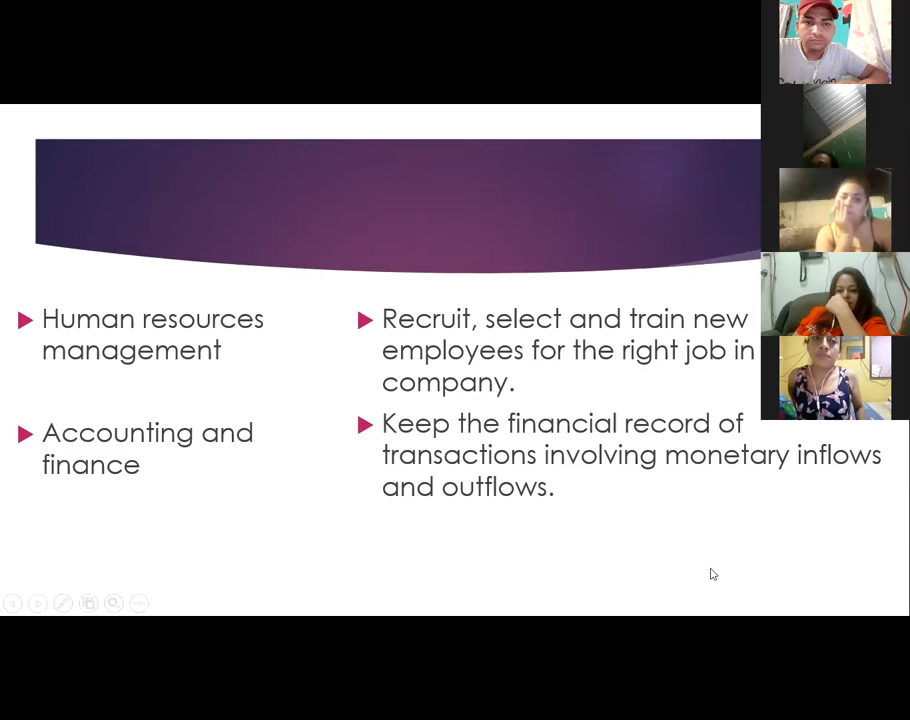 Human resources
management
Accounting and
finance
Recruit, select and train new
employees for the right job in
company.
Keep the financial record of
transactions involving monetary inflows
and outflows.